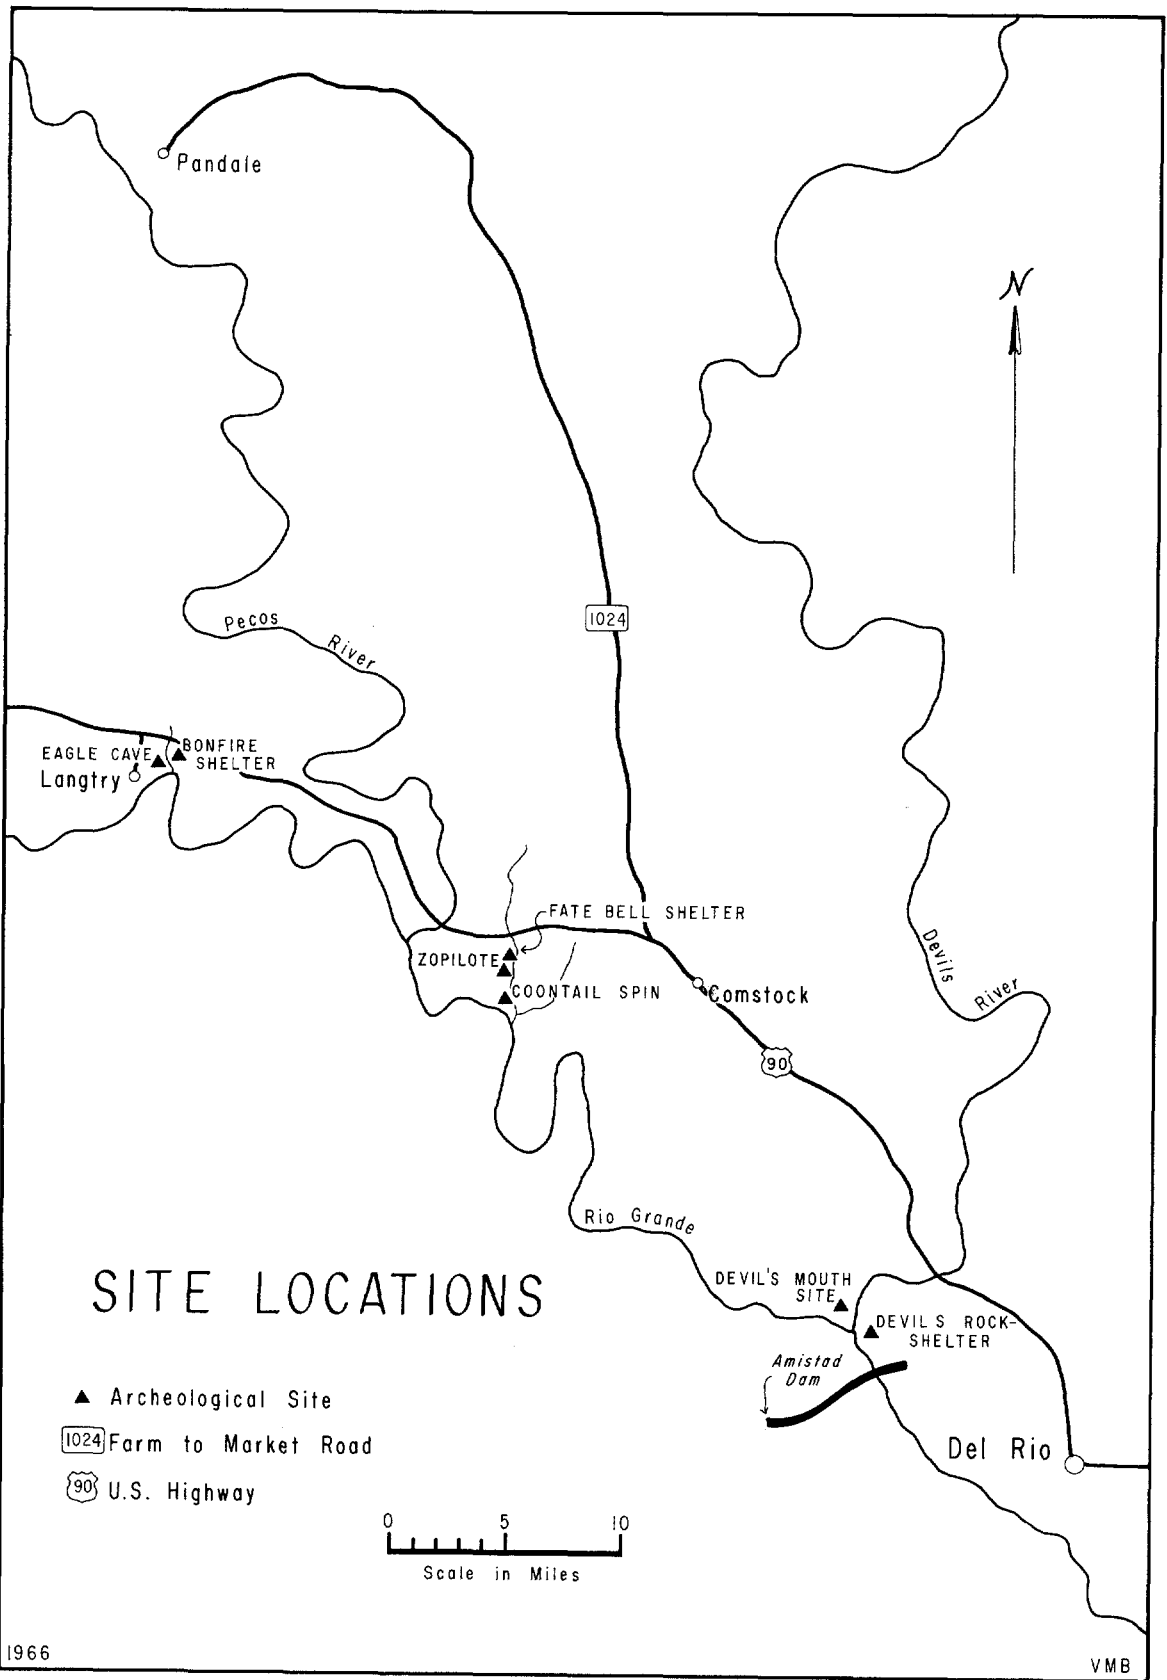 Pandale
N
1024
Pecos
River
EAGLE CAVE
BONFIRE
SHELTER
Langtry
FATE BELL SHELTER
ZOPILOTE
COONTAIL SPIN
Comstock
Devils
River
90
Rio Grande
SITE LOCATIONS
DEVIL'S MOUTH
SITE
DEVIL S ROCK-
SHELTER
Amistad
Dam
Del Rio
Archeological Site
1024 Farm to Market Road
90 U.S. Highway
0 5 10
Scale in Miles
1966
VMB